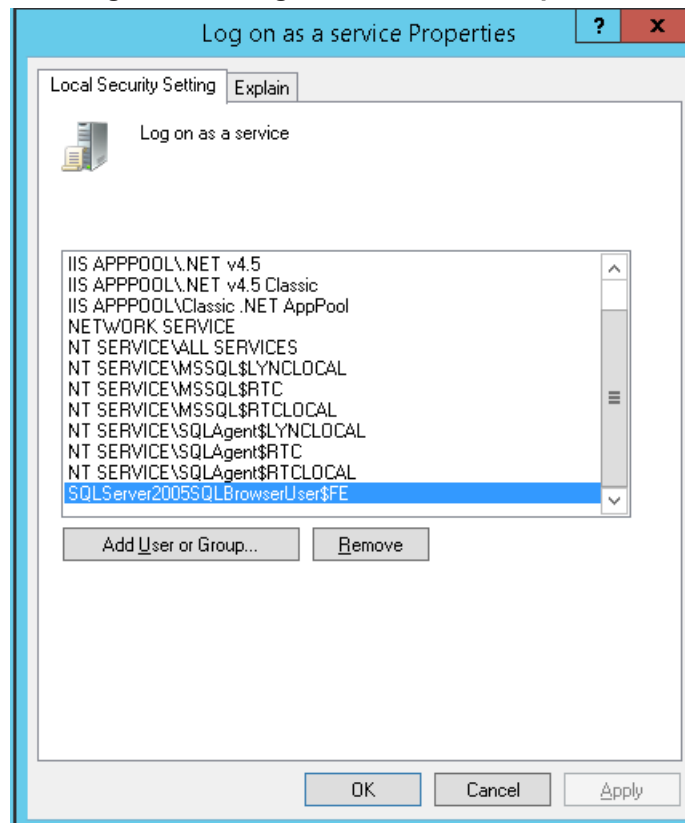 Log on as a service Properties
? x
Local Security Setting Explain
Log on as a service
IIS APPPOOL\.NET v4.5
IIS APPPOOL\.NET v4.5 Classic
IIS APPPOOL\Classic .NET AppPool
NETWORK SERVICE
NT SERVICE\ALL SERVICES
NT SERVICE\MSSQL$LYNCLOCAL
NT SERVICE\MSSQL$RTC
NT SERVICE\MSSQL$RTCLOCAL
NT SERVICE\SQLAgent$LYNCLOCAL
NT SERVICE\SQLAgent$RTC
NT SERVICE\SQLAgent$RTCLOCAL
SQLServer2005SQLBrowserUser$FE
Add User or Group... Remove
OK Cancel Apply